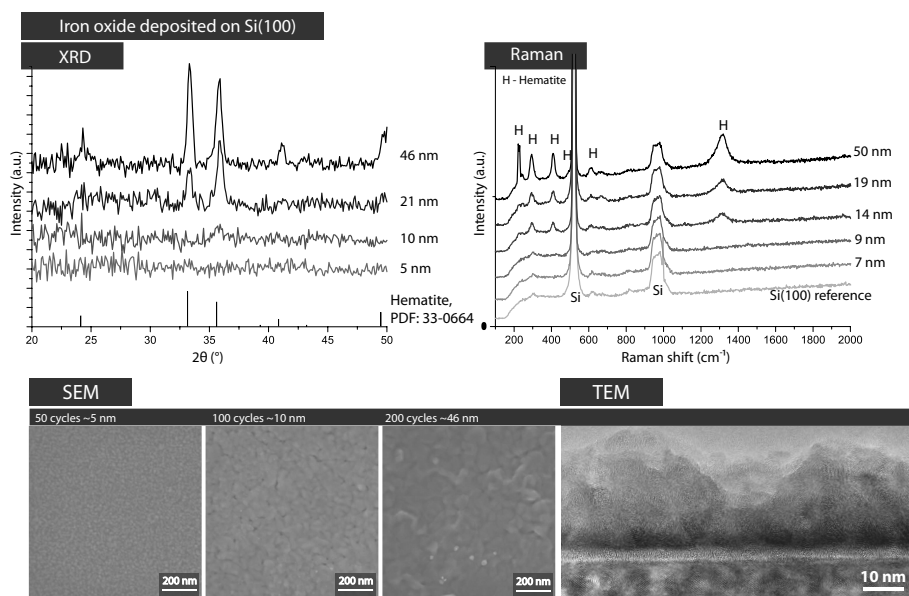 Iron oxide deposited on Si(100)
XRD
Intensity (a.u.)
46 nm
21 nm
10 nm
5 nm
Hematite,
PDF: 33-0664
20 25 30 35 40 45 50
2θ (°)
Raman
H - Hematite
Intensity (a.u.)
H H H H H H
50 nm
19 nm
14 nm
9 nm
7 nm
Si Si Si(100) reference
0
200 400 600 800 1000 1200 1400 1600 1800 2000
Raman shift (cm⁻¹)
SEM
50 cycles ~5 nm
100 cycles ~10 nm
200 cycles ~46 nm
200 nm
200 nm
200 nm
TEM
10 nm